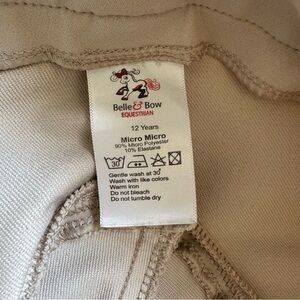 Belle & Bow
EQUESTRIAN
12 Years
Micro Micro
90% Micro Polyester
10% Elastane
30
Gentle wash at 30°
Wash with like colors
Warm iron
Do not bleach
Do not tumble dry